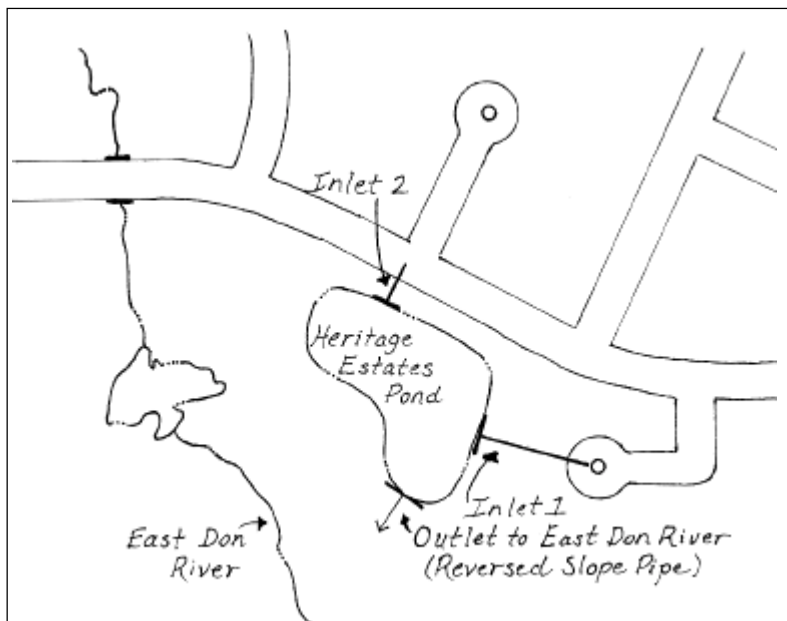 Inlet 2
Heritage
Estates
Pond
Inlet 1
East Don
River
Outlet to East Don River
(Reversed Slope Pipe)